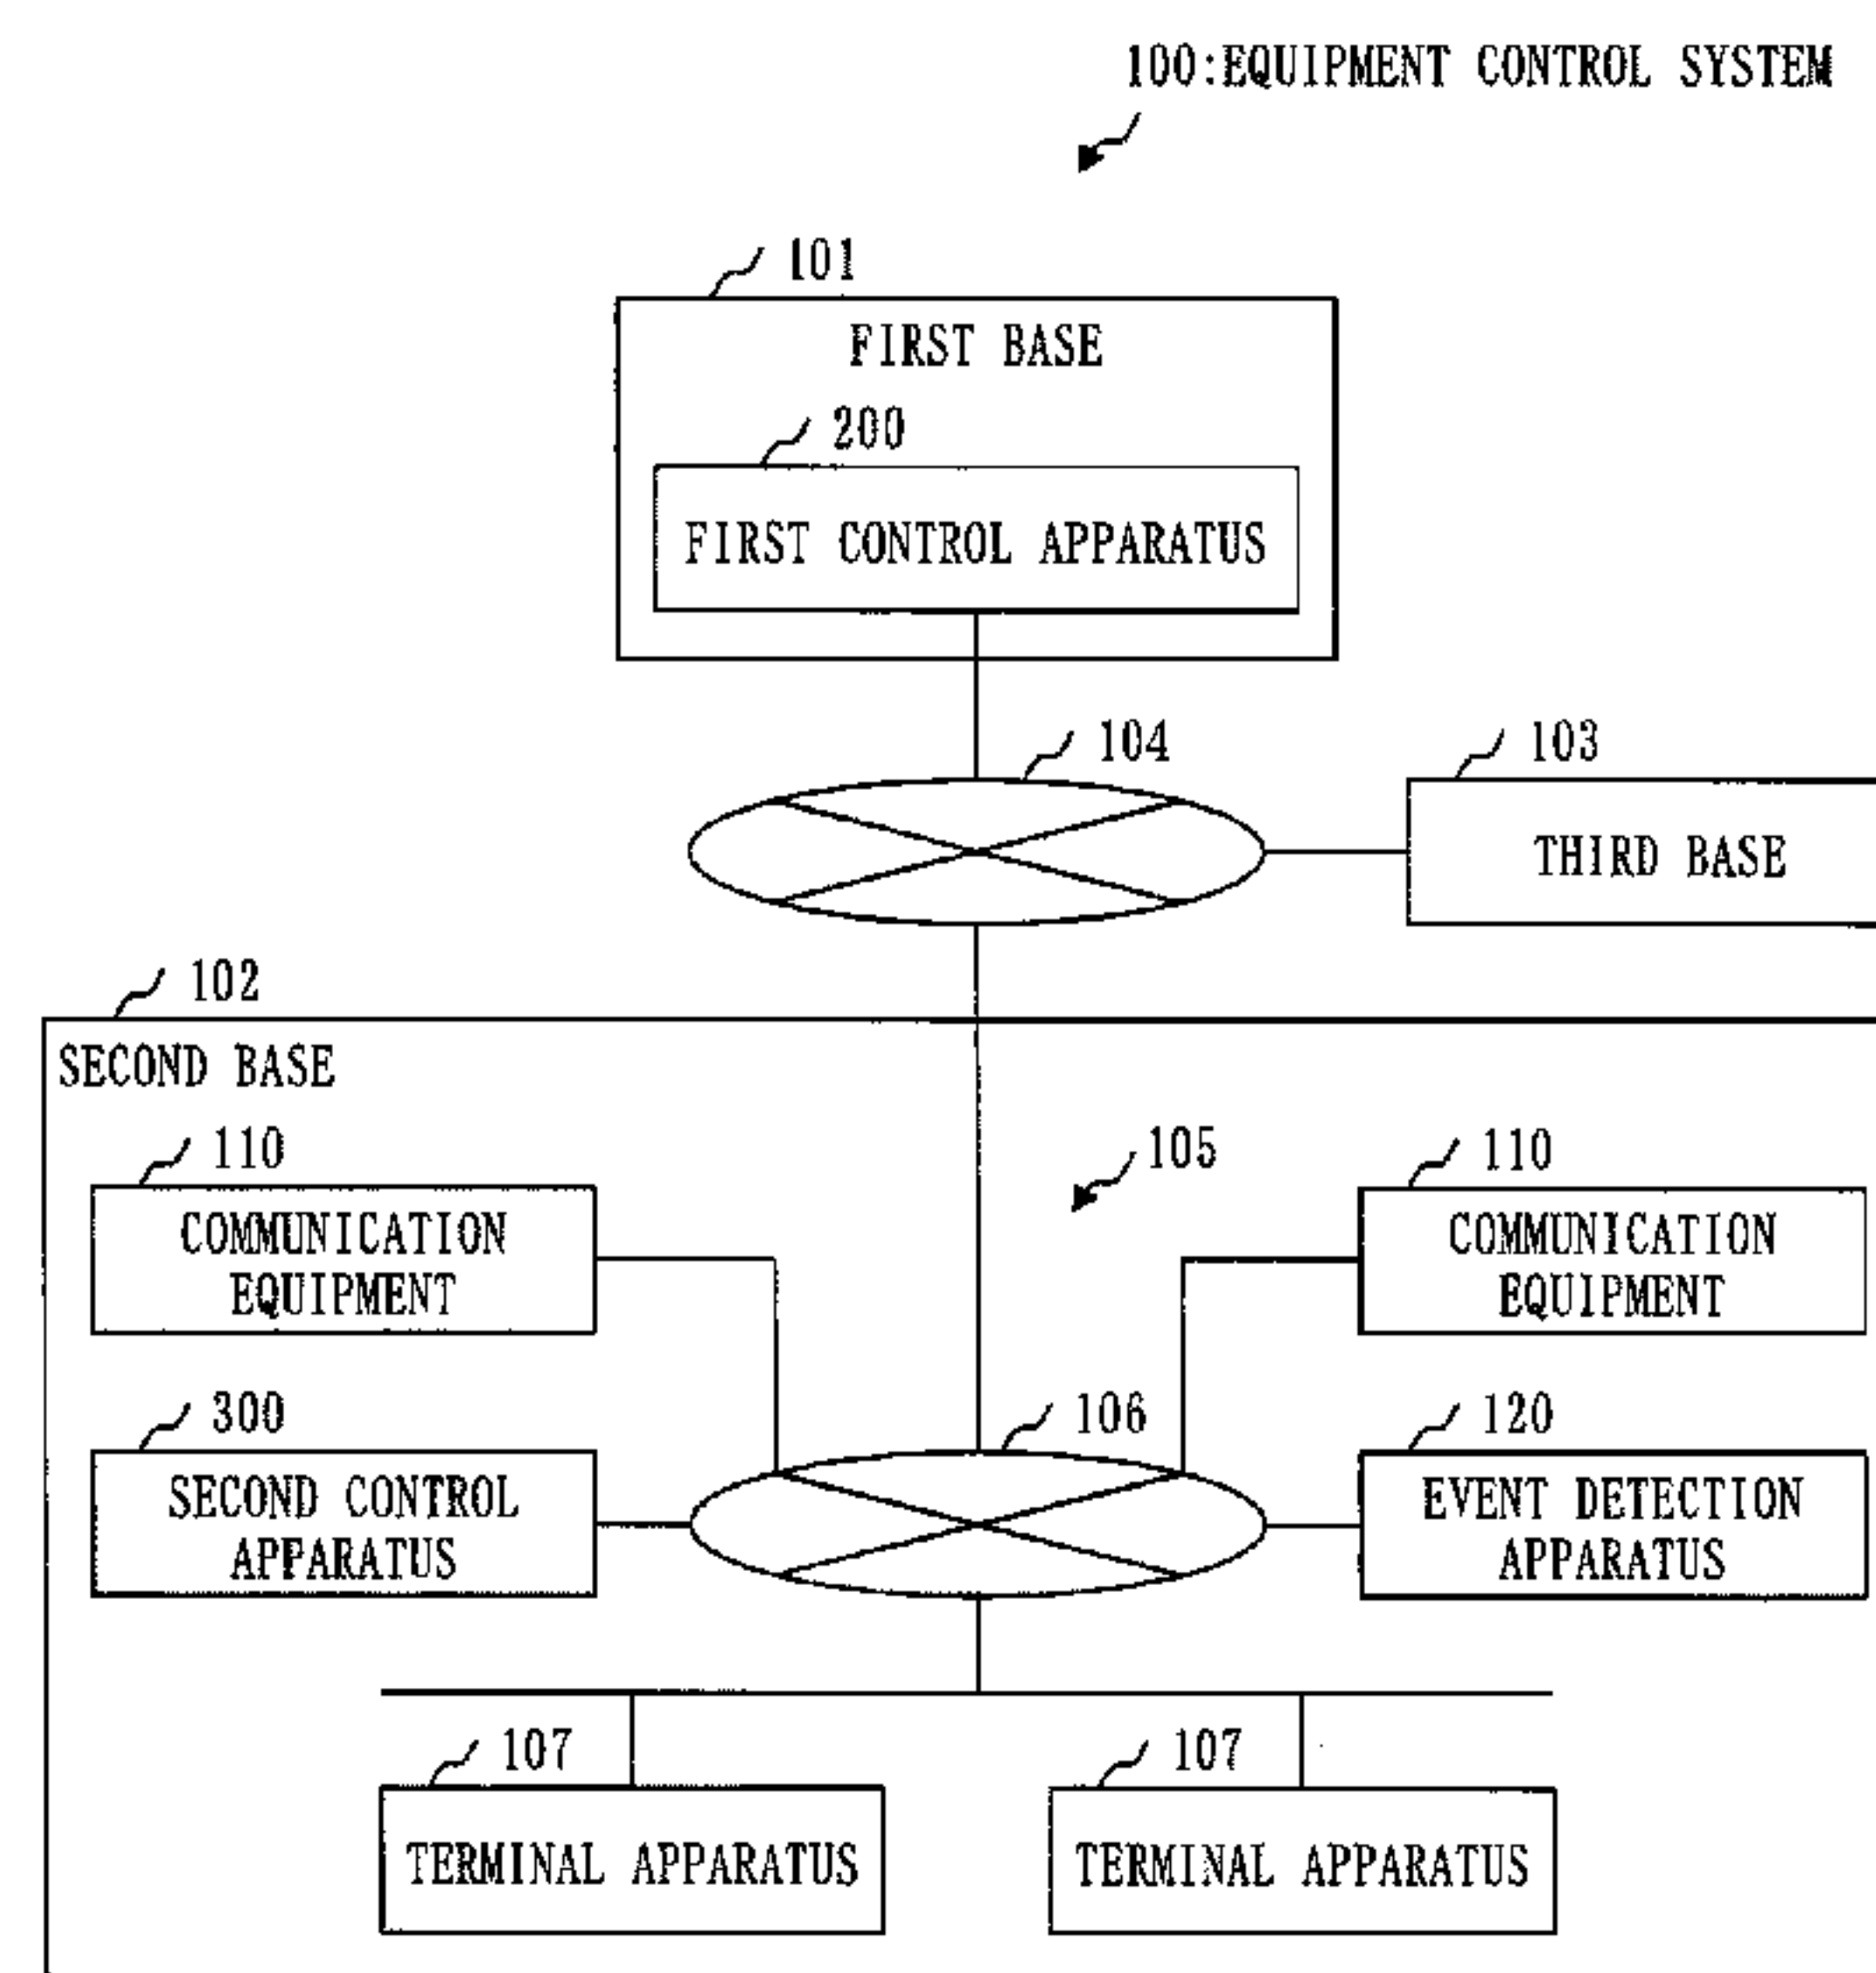 100:EQUIPMENT CONTROL SYSTEM
101
FIRST BASE
200
FIRST CONTROL APPARATUS
104
103
THIRD BASE
102
SECOND BASE
110
COMMUNICATION
EQUIPMENT
105
110
COMMUNICATION
EQUIPMENT
300
SECOND CONTROL
APPARATUS
106
120
EVENT DETECTION
APPARATUS
107
TERMINAL APPARATUS
107
TERMINAL APPARATUS